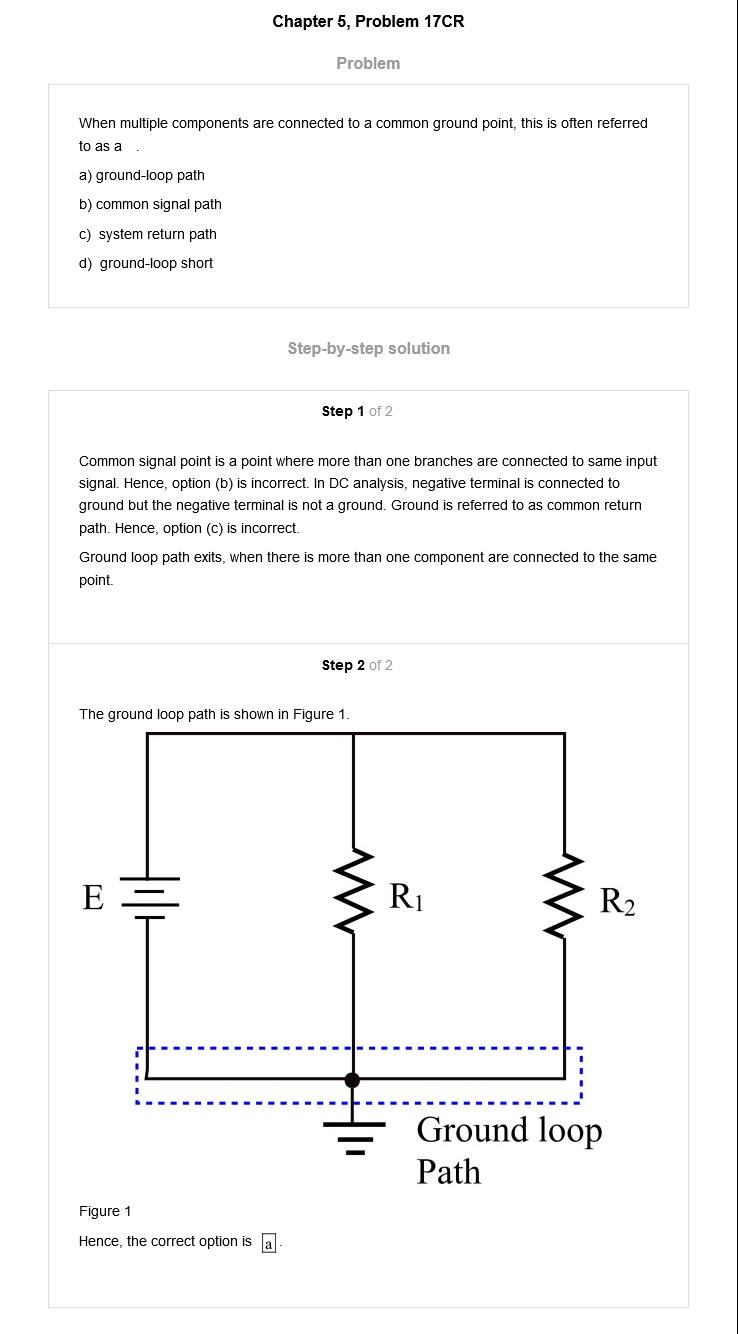 Chapter 5, Problem 17CR
Problem
When multiple components are connected to a common ground point, this is often referred
to as a .
a) ground-loop path
b) common signal path
c) system return path
d) ground-loop short
Step-by-step solution
Step 1 of 2
Common signal point is a point where more than one branches are connected to same input
signal. Hence, option (b) is incorrect. In DC analysis, negative terminal is connected to
ground but the negative terminal is not a ground. Ground is referred to as common return
path. Hence, option (c) is incorrect.
Ground loop path exits, when there is more than one component are connected to the same
point.
Step 2 of 2
The ground loop path is shown in Figure 1.
E
R1
R2
Ground loop
Path
Figure 1
Hence, the correct option is a .